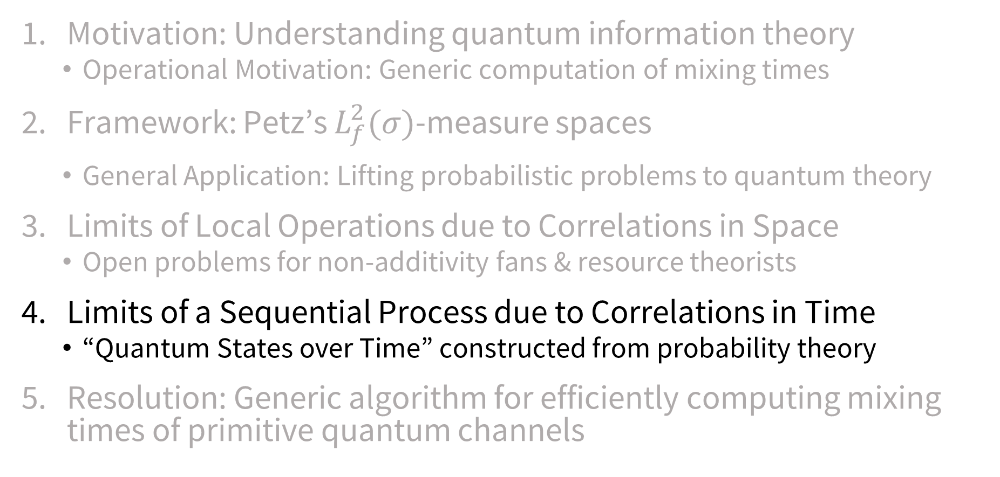 1. Motivation: Understanding quantum information theory
• Operational Motivation: Generic computation of mixing times
2. Framework: Petz’s $L_f^2(\sigma)$-measure spaces
• General Application: Lifting probabilistic problems to quantum theory
3. Limits of Local Operations due to Correlations in Space
• Open problems for non-additivity fans & resource theorists
4. Limits of a Sequential Process due to Correlations in Time
• “Quantum States over Time” constructed from probability theory
5. Resolution: Generic algorithm for efficiently computing mixing
times of primitive quantum channels